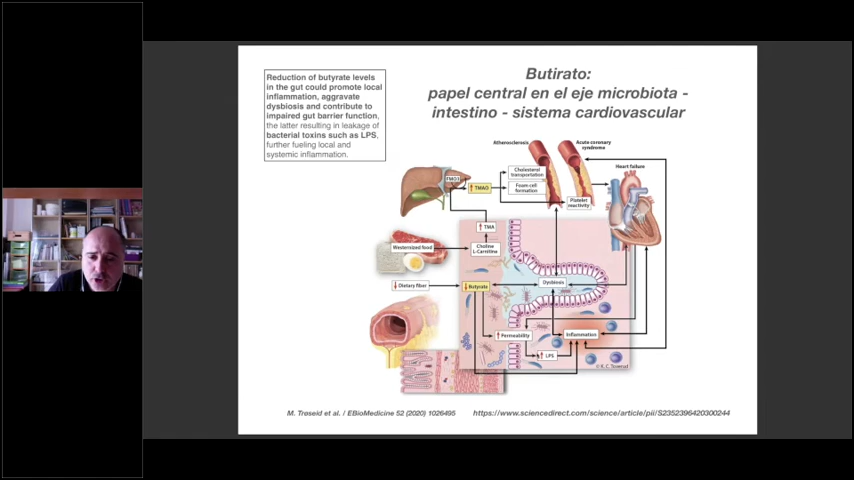 Butirato:
papel central en el eje microbiota -
intestino - sistema cardiovascular
Reduction of butyrate levels
in the gut could promote local
inflammation, aggravate
dysbiosis and contribute to
impaired gut barrier function,
the latter resulting in leakage of
bacterial toxins such as LPS,
further fueling local and
systemic inflammation.
Atherosclerosis
Acute coronary
syndrome
Heart failure
FMO3
TMAO
Cholesterol
transportation
Foam cell
formation
Platelet
reactivity
TMA
Westernized food
Choline
L-Carnitine
Dietary fiber
Butyrate
Dysbiosis
Permeability
Inflammation
LPS
© K. C. Toverud
M. Trøseid et al. / EBioMedicine 52 (2020) 1026495
https://www.sciencedirect.com/science/article/pii/S2352396420300244